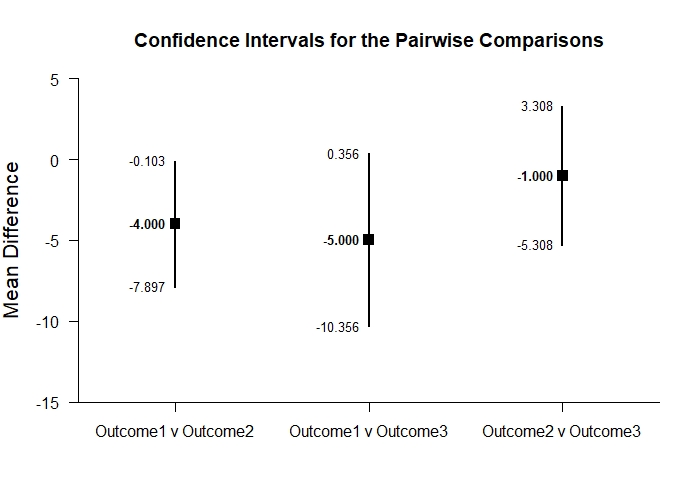 Confidence Intervals for the Pairwise Comparisons
Mean Difference
5
0
-5
-10
-15
-0.103
-4.000
-7.897
0.356
-5.000
-10.356
3.308
-1.000
-5.308
Outcome1 v Outcome2
Outcome1 v Outcome3
Outcome2 v Outcome3